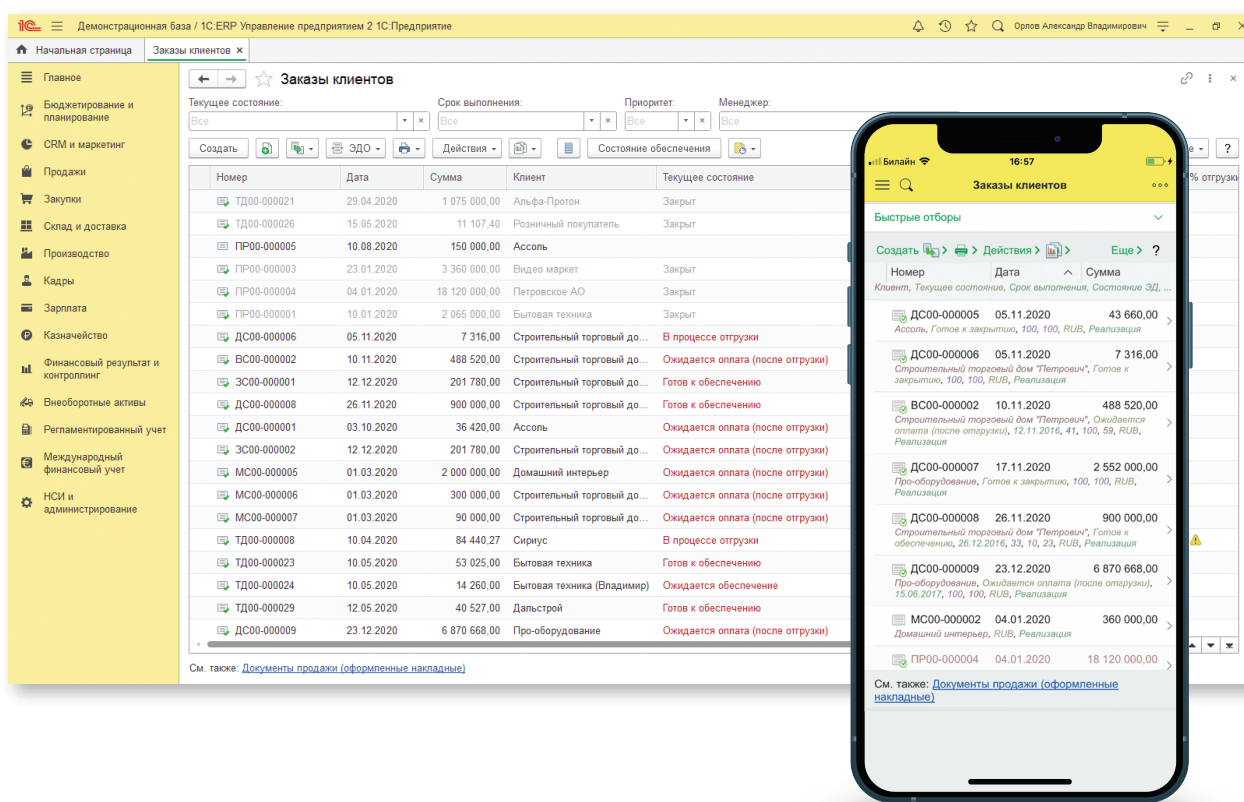 1С Демонстрационная база / 1С:ERP Управление предприятием 2 1С:Предприятие
Орлов Александр Владимирович
Начальная страница
Заказы клиентов ×
Главное
Бюджетирование и
планирование
CRM и маркетинг
Продажи
Закупки
Склад и доставка
Производство
Кадры
Зарплата
Казначейство
Финансовый результат и
контроллинг
Внеоборотные активы
Регламентированный учет
Международный
финансовый учет
НСИ и
администрирование
Заказы клиентов
Текущее состояние: Срок выполнения: Приоритет: Менеджер:
Все Все Все Все
Создать ЭДО Действия Состояние обеспечения ?
Номер Дата Сумма Клиент Текущее состояние % отгрузки
ТД00-000021 29.04.2020 1 075 000,00 Альфа-Протон Закрыт
ТД00-000026 15.05.2020 11 107,40 Розничный покупатель Закрыт
ПР00-000005 10.08.2020 150 000,00 Ассоль
ПР00-000003 23.01.2020 3 360 000,00 Видео маркет Закрыт
ПР00-000004 04.01.2020 18 120 000,00 Петровское АО Закрыт
ПР00-000001 10.01.2020 2 065 000,00 Бытовая техника Закрыт
ДС00-000006 05.11.2020 7 316,00 Строительный торговый до... В процессе отгрузки
ВС00-000002 10.11.2020 488 520,00 Строительный торговый до... Ожидается оплата (после отгрузки)
ЗС00-000001 12.12.2020 201 780,00 Строительный торговый до... Готов к обеспечению
ДС00-000008 26.11.2020 900 000,00 Строительный торговый до... Готов к обеспечению
ДС00-000001 03.10.2020 36 420,00 Ассоль Ожидается оплата (после отгрузки)
ЗС00-000002 12.12.2020 201 780,00 Строительный торговый до... Ожидается оплата (после отгрузки)
МС00-000005 01.03.2020 2 000 000,00 Домашний интерьер Ожидается оплата (после отгрузки)
МС00-000006 01.03.2020 300 000,00 Строительный торговый до... Ожидается оплата (после отгрузки)
МС00-000007 01.03.2020 90 000,00 Строительный торговый до... Ожидается оплата (после отгрузки)
ТД00-000008 10.04.2020 84 440,27 Сириус В процессе отгрузки
ТД00-000023 10.05.2020 53 025,00 Бытовая техника Готов к обеспечению
ТД00-000024 10.05.2020 14 260,00 Бытовая техника (Владимир) Ожидается обеспечение
ТД00-000029 12.05.2020 40 527,00 Дальстрой Готов к обеспечению
ДС00-000009 23.12.2020 6 870 668,00 Про-оборудование Ожидается оплата (после отгрузки)
См. также: Документы продажи (оформленные накладные)
Билайн 16:57
Заказы клиентов
Быстрые отборы
Создать Действия Еще ?
Номер Дата Сумма
Клиент, Текущее состояние, Срок выполнения, Состояние ЭД, ...
ДС00-000005 05.11.2020 43 660,00
Ассоль, Готов к закрытию, 100, 100, RUB, Реализация
ДС00-000006 05.11.2020 7 316,00
Строительный торговый дом "Петрович", Готов к
закрытию, 100, 100, RUB, Реализация
ВС00-000002 10.11.2020 488 520,00
Строительный торговый дом "Петрович", Ожидается
оплата (после отгрузки), 12.11.2016, 41, 100, 59, RUB,
Реализация
ДС00-000007 17.11.2020 2 552 000,00
Про-оборудование, Готов к закрытию, 100, 100, RUB,
Реализация
ДС00-000008 26.11.2020 900 000,00
Строительный торговый дом "Петрович", Готов к
обеспечению, 26.12.2016, 33, 10, 23, RUB, Реализация
ДС00-000009 23.12.2020 6 870 668,00
Про-оборудование, Ожидается оплата (после отгрузки),
15.06.2017, 100, 100, RUB, Реализация
МС00-000002 04.01.2020 360 000,00
Домашний интерьер, RUB, Реализация
ПР00-000004 04.01.2020 18 120 000,00
См. также: Документы продажи (оформленные
накладные)